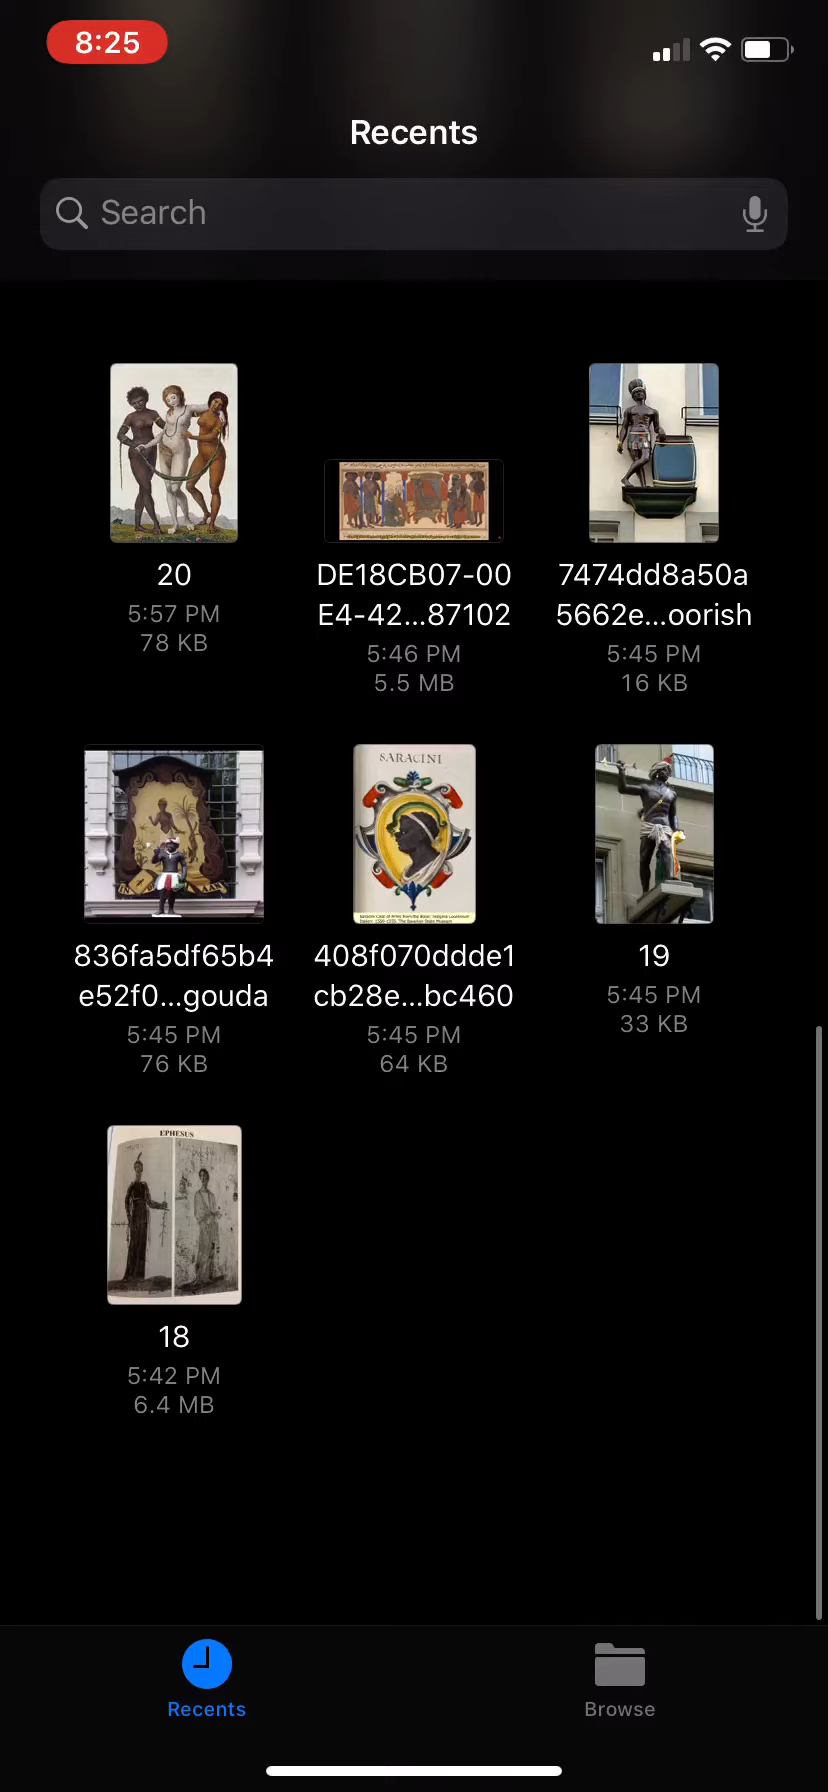 8:25
Recents
Search
SARACINI
20
5:57 PM
78 KB
DE18CB07-00
E4-42...87102
5:46 PM
5.5 MB
7474dd8a50a
5662e...oorish
5:45 PM
16 KB
836fa5df65b4
e52f0...gouda
5:45 PM
76 KB
408f070ddde1
cb28e...bc460
5:45 PM
64 KB
19
5:45 PM
33 KB
EPHESUS
18
5:42 PM
6.4 MB
Recents
Browse